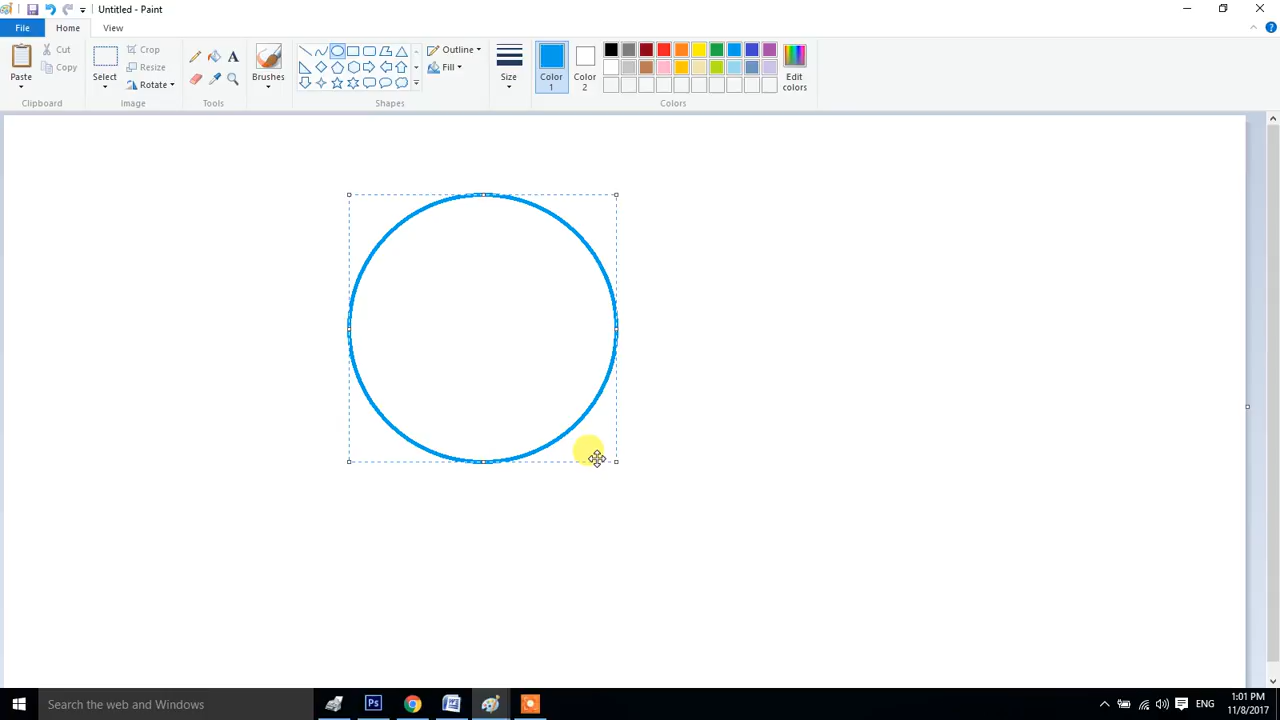 Untitled - Paint
File Home View
Paste
Cut
Copy
Clipboard
Select
Crop
Resize
Rotate
Image
A
Tools
Brushes
Outline
Fill
Shapes
Size
Color
1
Color
2
Edit
colors
Colors
Search the web and Windows
Ps
ENG
1:01 PM
11/8/2017